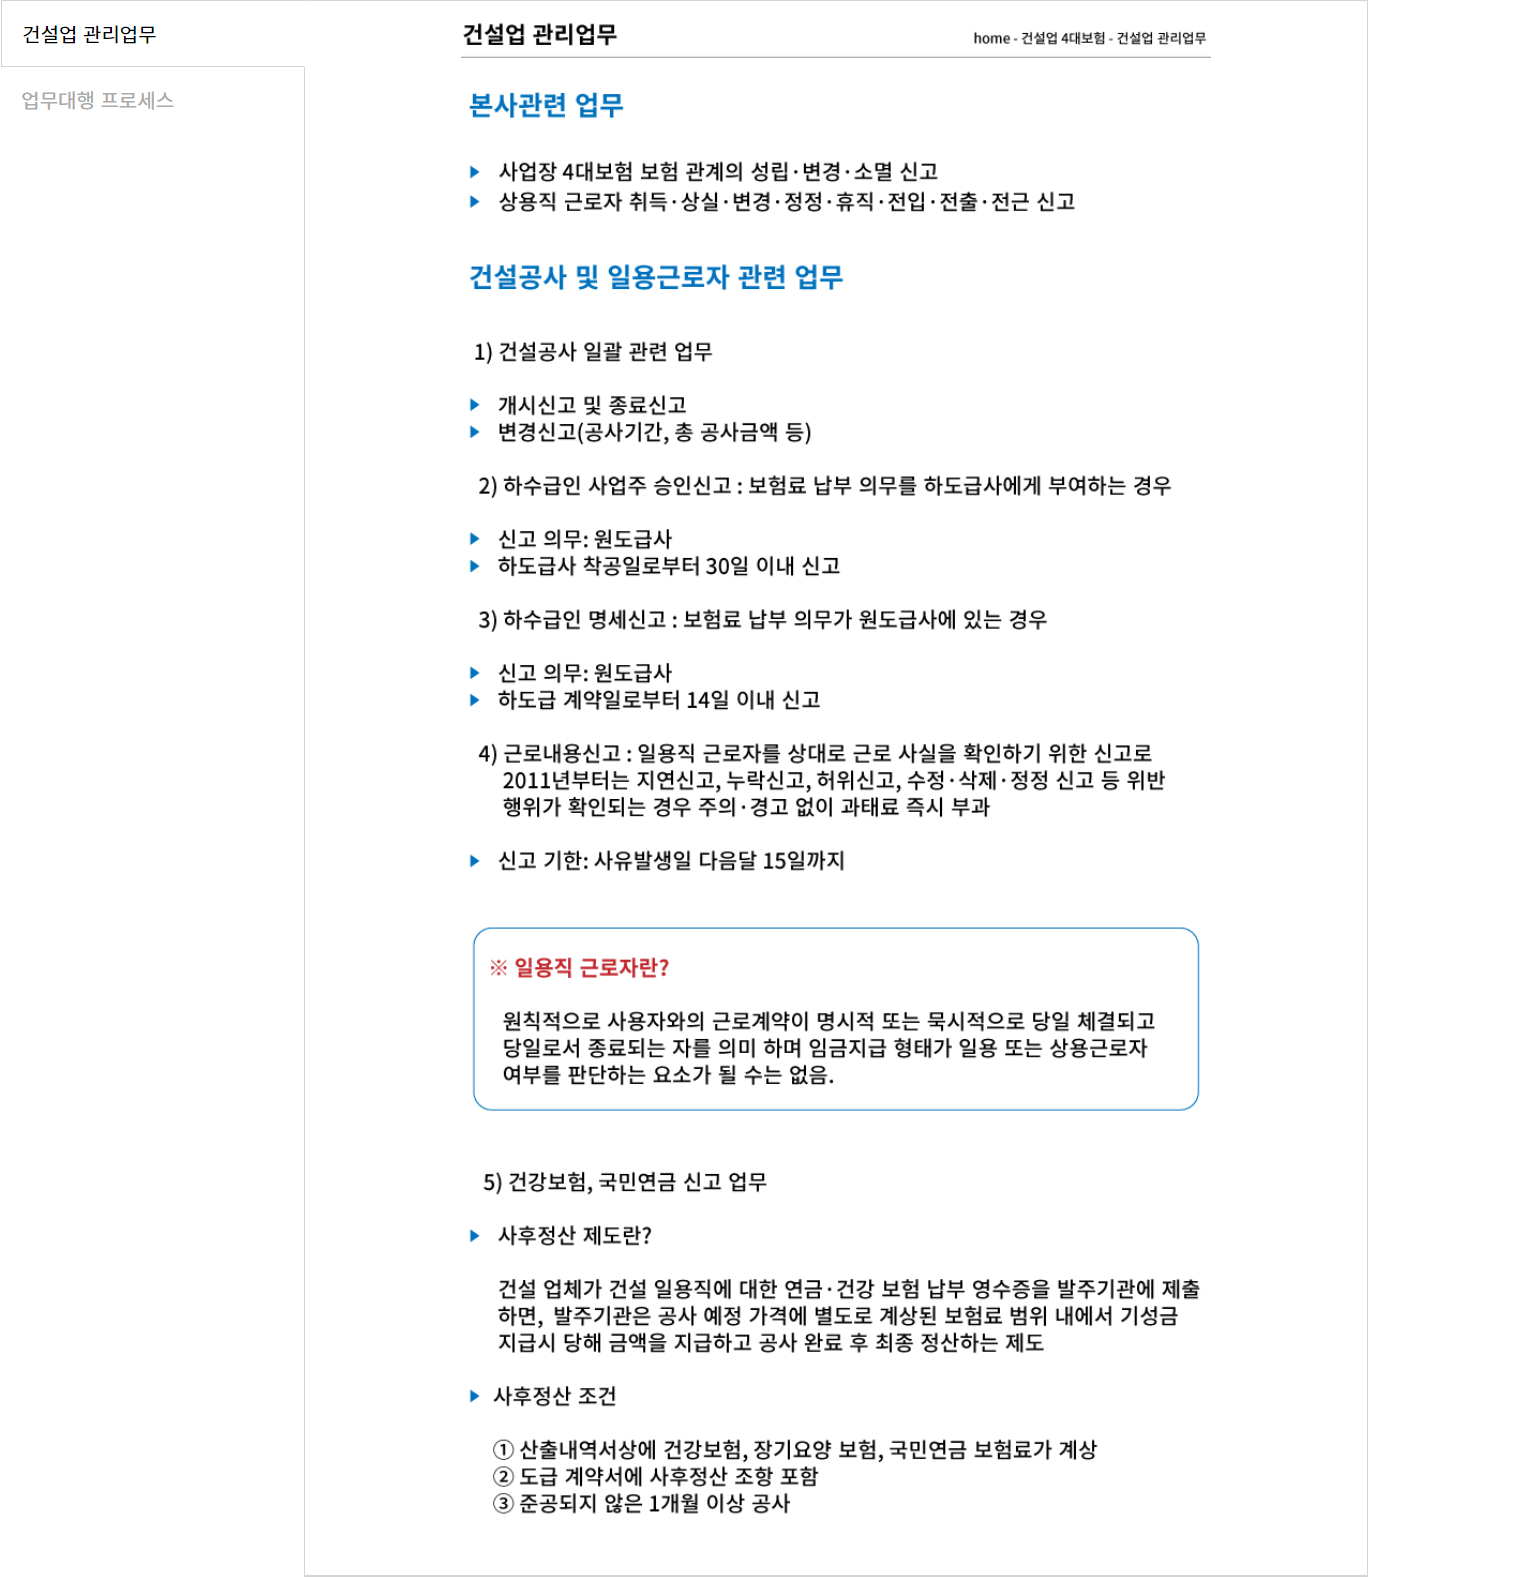 건설업 관리업무
업무대행 프로세스
건설업 관리업무
home - 건설업 4대보험 - 건설업 관리업무
본사관련 업무
▶ 사업장 4대보험 보험 관계의 성립·변경·소멸 신고
▶ 상용직 근로자 취득·상실·변경·정정·휴직·전입·전출·전근 신고
건설공사 및 일용근로자 관련 업무
1) 건설공사 일괄 관련 업무
▶ 개시신고 및 종료신고
▶ 변경신고(공사기간, 총 공사금액 등)
2) 하수급인 사업주 승인신고 : 보험료 납부 의무를 하도급사에게 부여하는 경우
▶ 신고 의무: 원도급사
▶ 하도급사 착공일로부터 30일 이내 신고
3) 하수급인 명세신고 : 보험료 납부 의무가 원도급사에 있는 경우
▶ 신고 의무: 원도급사
▶ 하도급 계약일로부터 14일 이내 신고
4) 근로내용신고 : 일용직 근로자를 상대로 근로 사실을 확인하기 위한 신고로
2011년부터는 지연신고, 누락신고, 허위신고, 수정·삭제·정정 신고 등 위반
행위가 확인되는 경우 주의·경고 없이 과태료 즉시 부과
▶ 신고 기한: 사유발생일 다음달 15일까지
※ 일용직 근로자란?
원칙적으로 사용자와의 근로계약이 명시적 또는 묵시적으로 당일 체결되고
당일로서 종료되는 자를 의미 하며 임금지급 형태가 일용 또는 상용근로자
여부를 판단하는 요소가 될 수는 없음.
5) 건강보험, 국민연금 신고 업무
▶ 사후정산 제도란?
건설 업체가 건설 일용직에 대한 연금·건강 보험 납부 영수증을 발주기관에 제출
하면, 발주기관은 공사 예정 가격에 별도로 계상된 보험료 범위 내에서 기성금
지급시 당해 금액을 지급하고 공사 완료 후 최종 정산하는 제도
▶ 사후정산 조건
① 산출내역서상에 건강보험, 장기요양 보험, 국민연금 보험료가 계상
② 도급 계약서에 사후정산 조항 포함
③ 준공되지 않은 1개월 이상 공사